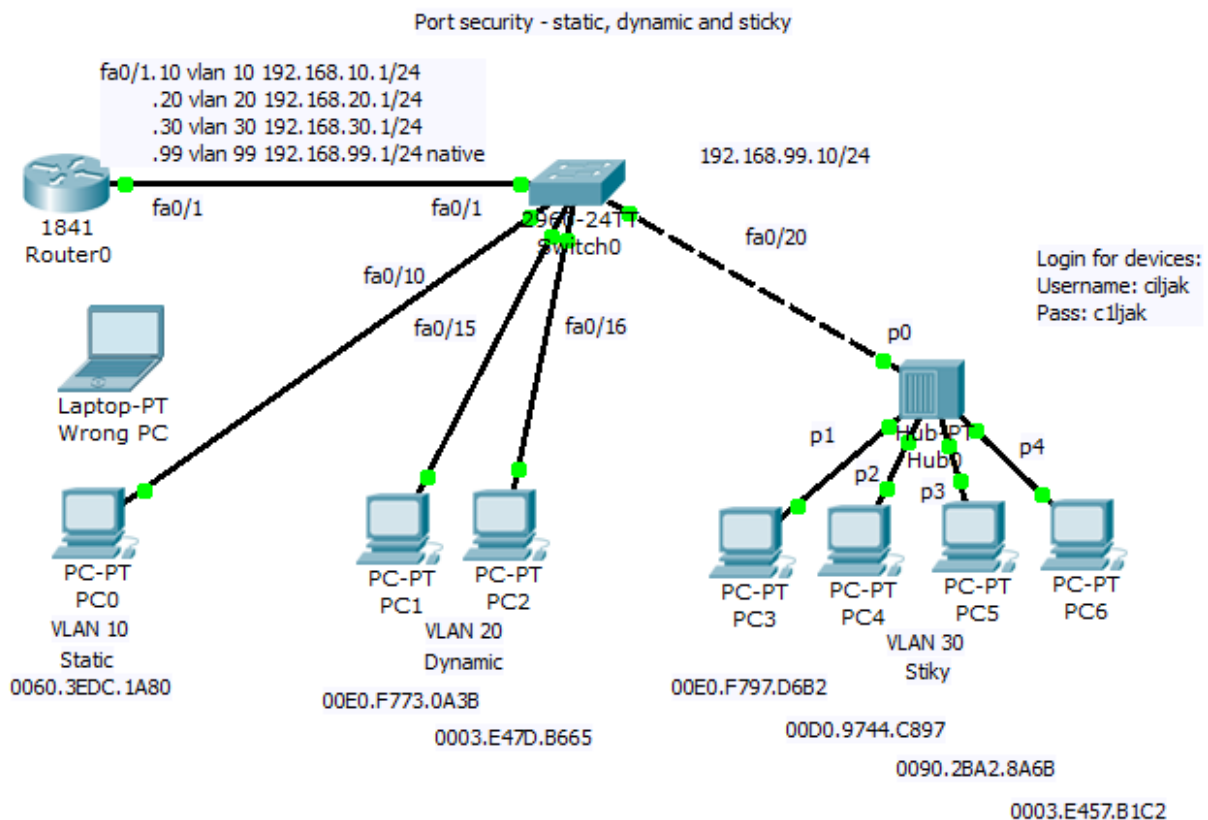 Port security - static, dynamic and sticky
fa0/1.10 vlan 10 192.168.10.1/24
.20 vlan 20 192.168.20.1/24
.30 vlan 30 192.168.30.1/24
.99 vlan 99 192.168.99.1/24 native
192.168.99.10/24
fa0/1
fa0/1
1841
Router0
2960-24TT
Switch0
fa0/20
Login for devices:
Username: ciljak
Pass: c1ljak
fa0/10
fa0/15
fa0/16
p0
Laptop-PT
Wrong PC
Hub-PT
Hub0
p1
p2
p3
p4
PC-PT
PC0
VLAN 10
Static
0060.3EDC.1A80
PC-PT
PC1
PC-PT
PC2
VLAN 20
Dynamic
00E0.F773.0A3B
0003.E47D.B665
PC-PT
PC3
PC-PT
PC4
PC-PT
PC5
PC-PT
PC6
VLAN 30
Stiky
00E0.F797.D6B2
00D0.9744.C897
0090.2BA2.8A6B
0003.E457.B1C2